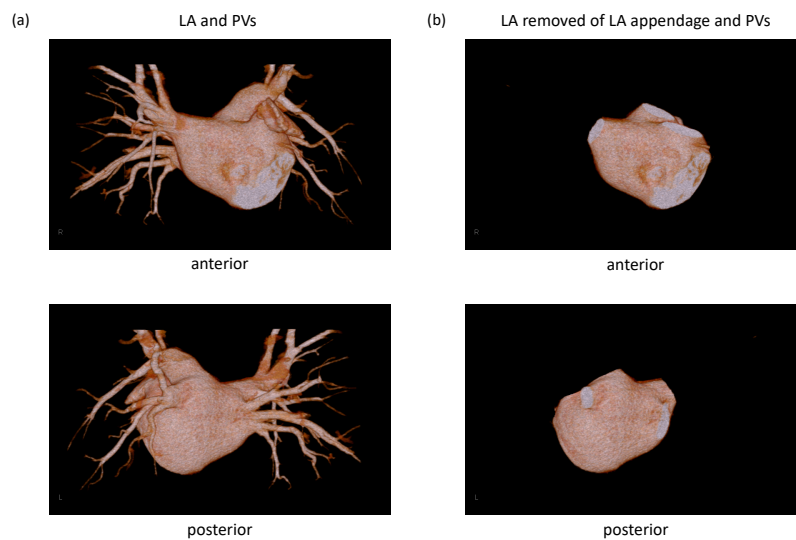 (a)
LA and PVs
(b)
LA removed of LA appendage and PVs
R
R
anterior
anterior
L
L
posterior
posterior